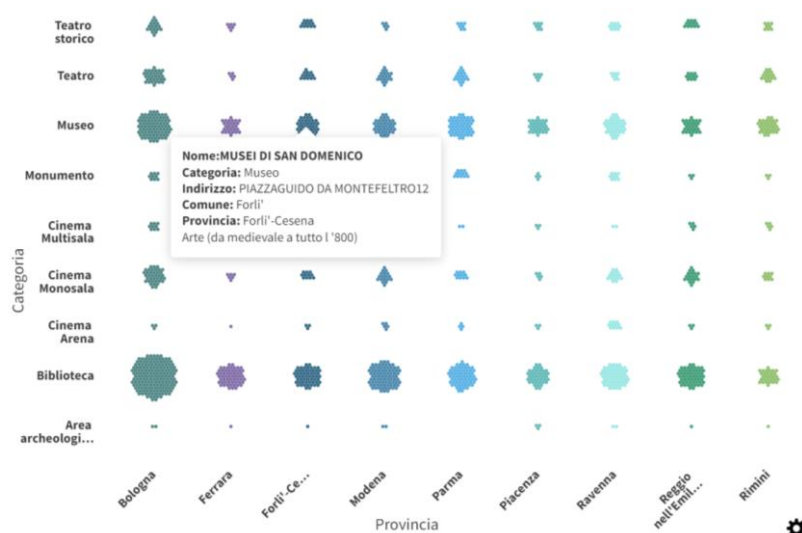 Teatro
storico
Teatro
Museo
Nome:MUSEI DI SAN DOMENICO
Categoria: Museo
Indirizzo: PIAZZAGUIDO DA MONTEFELTRO12
Comune: Forli'
Provincia: Forli'-Cesena
Arte (da medievale a tutto l '800)
Monumento
Cinema
Multisala
Cinema
Monosala
Cinema
Arena
Biblioteca
Area
archeologi...
Categoria
Bologna
Ferrara
Forli'-Ce...
Modena
Parma
Piacenza
Ravenna
Reggio
nell'Emil...
Rimini
Provincia